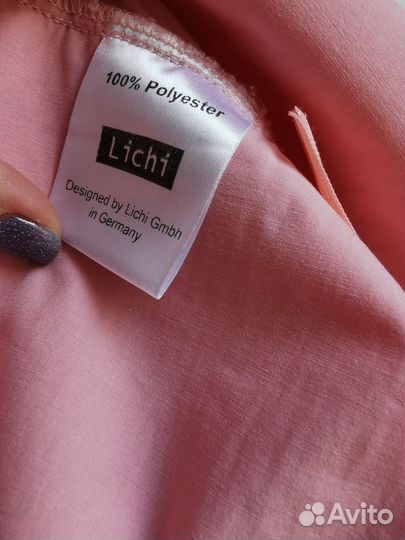 100% Polyester
Lichi
Designed by Lichi Gmbh
in Germany
Avito